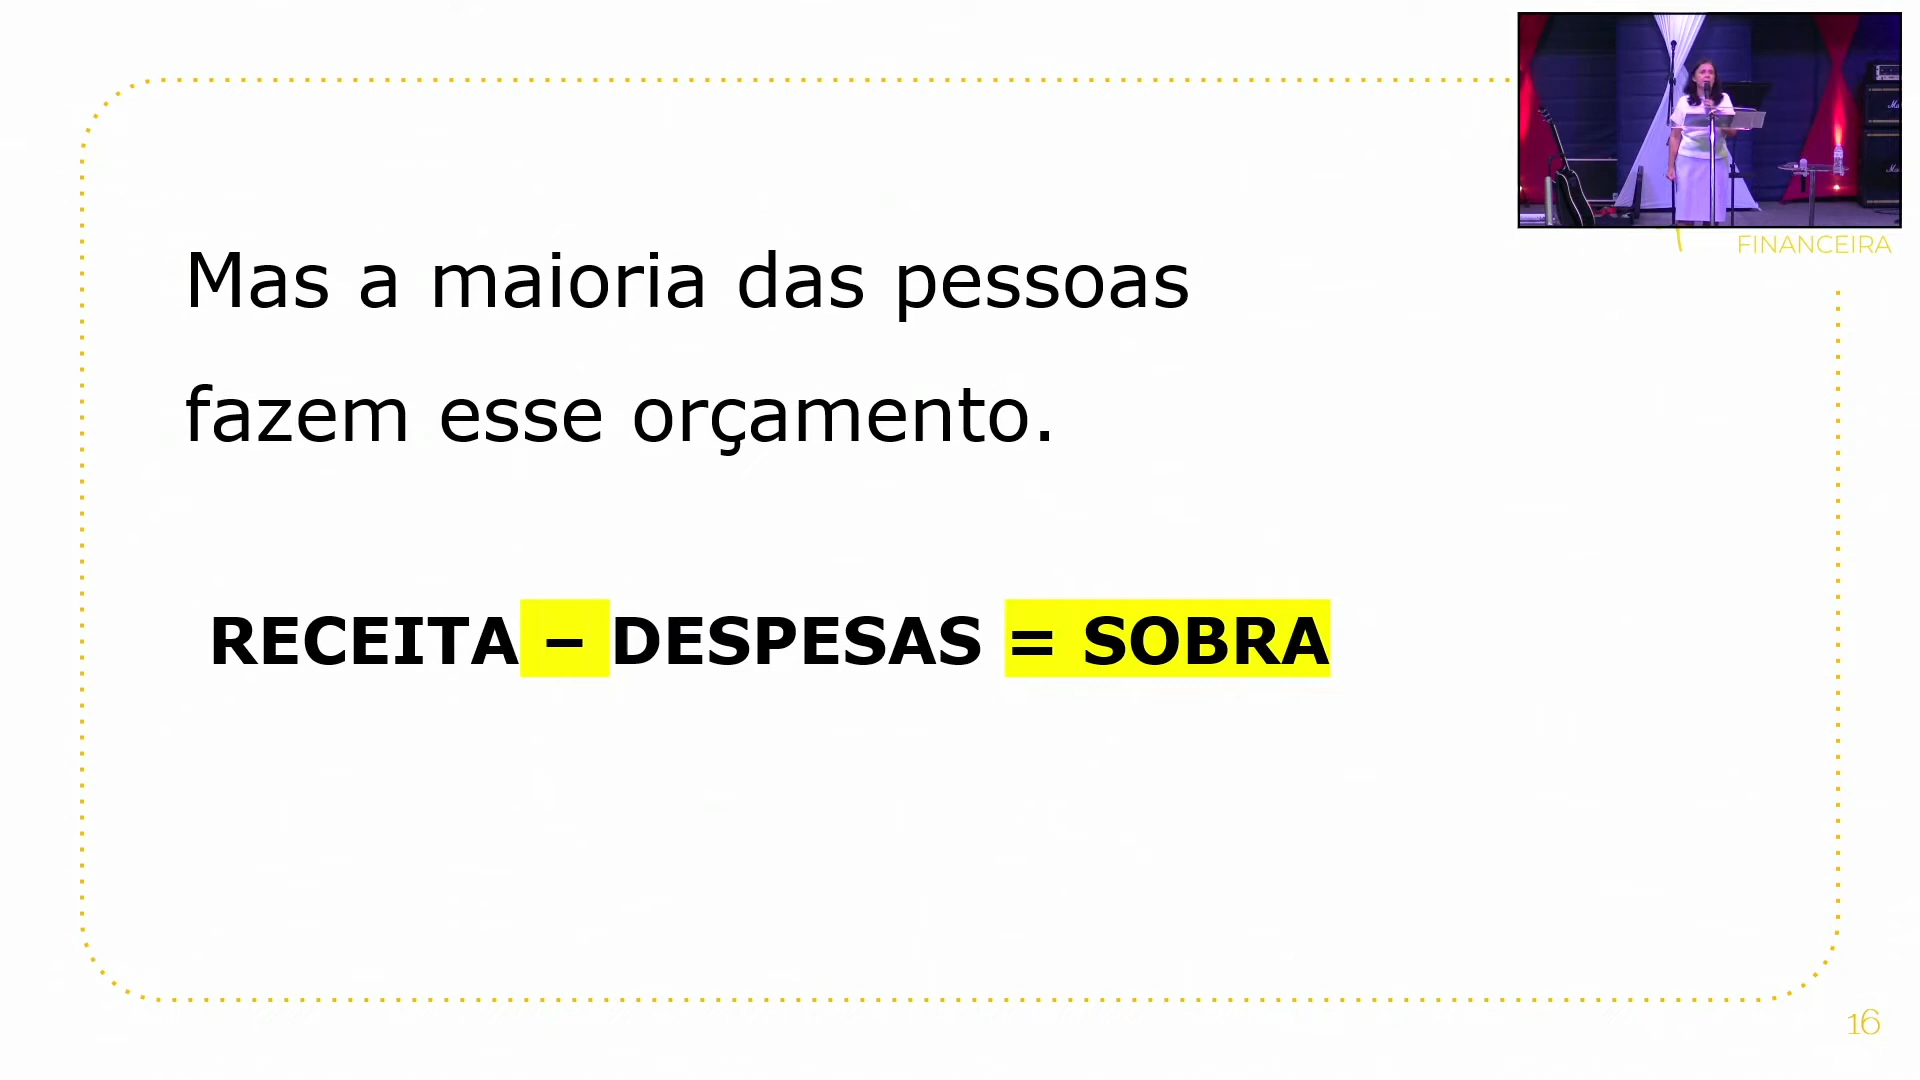 FINANCEIRA
Mas a maioria das pessoas
fazem esse orçamento.
RECEITA – DESPESAS = SOBRA
16